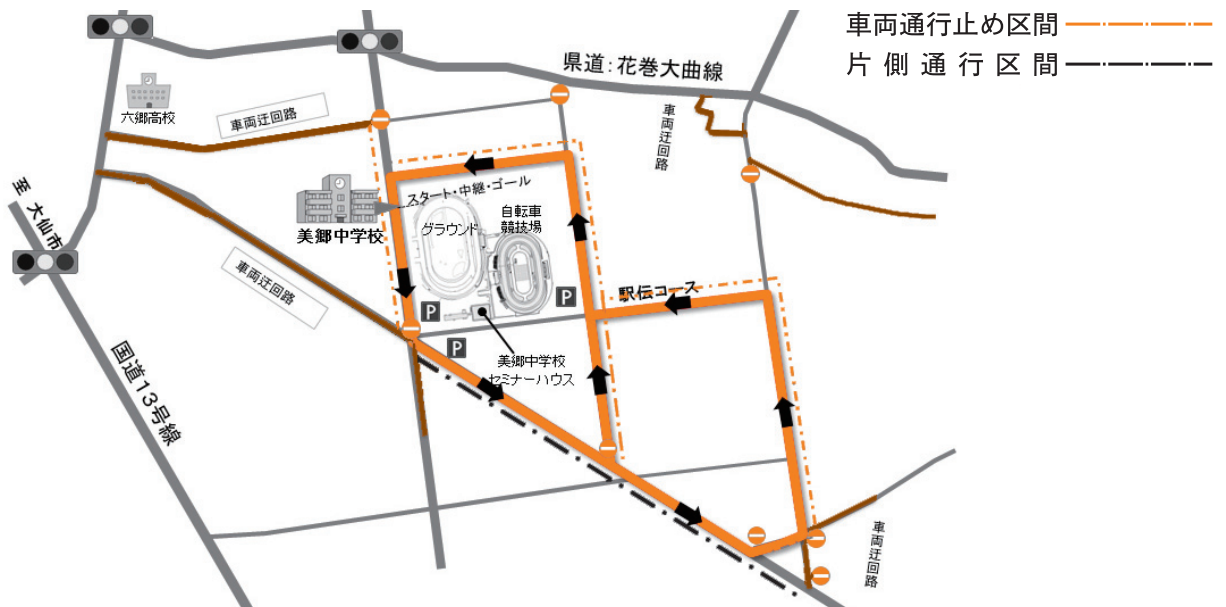 車両通行止め区間
片側通行区間
県道：花巻大曲線
六郷高校
車両迂回路
車両迂回路
至 大仙市
スタート・中継・ゴール
美郷中学校
グラウンド
自転車
競技場
車両迂回路
駅伝コース
P
P
P
美郷中学校
セミナーハウス
国道13号線
車両迂回路